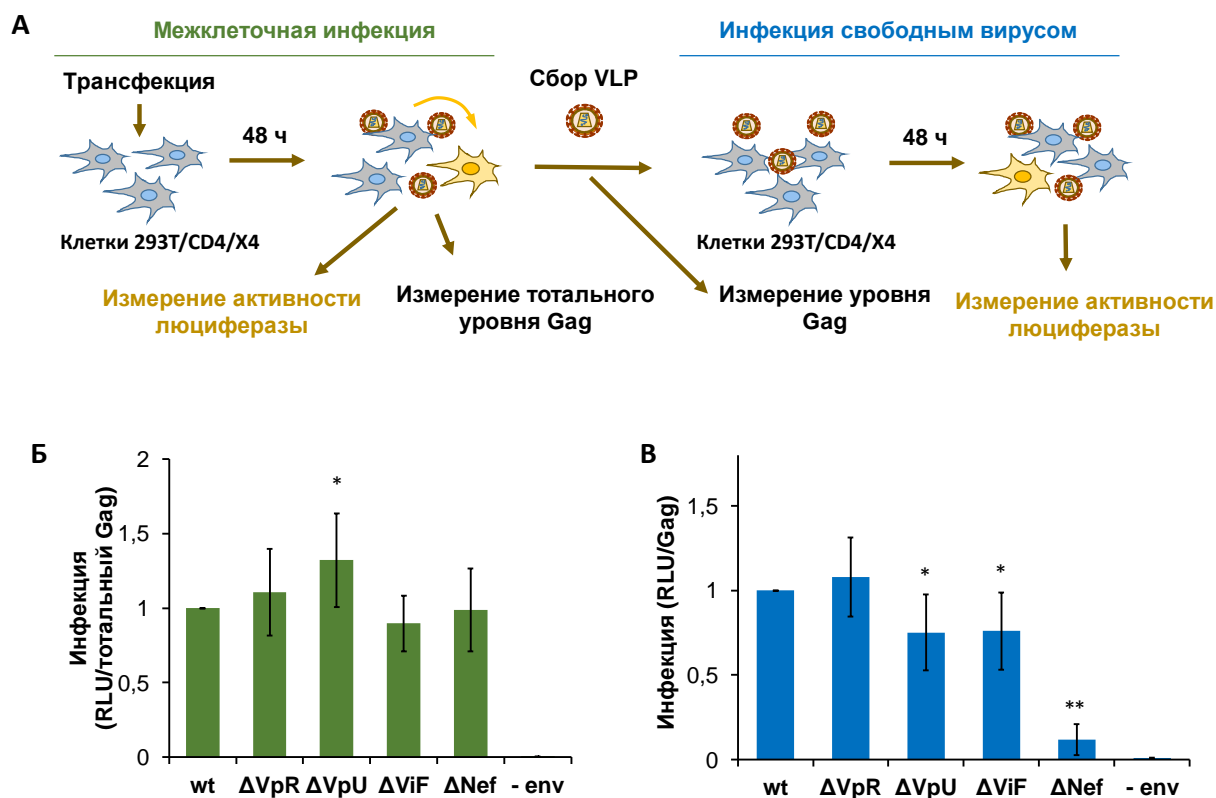 А
Межклеточная инфекция
Инфекция свободным вирусом
Трансфекция
Сбор VLP
48 ч
48 ч
Клетки 293T/CD4/X4
Клетки 293T/CD4/X4
Измерение активности
люциферазы
Измерение тотального
уровня Gag
Измерение уровня
Gag
Измерение активности
люциферазы
Б
Инфекция
(RLU/тотальный Gag)
2
1,5
1
0,5
0
*
wt ΔVpR ΔVpU ΔViF ΔNef - env
В
Инфекция (RLU/Gag)
1,5
1
0,5
0
* * **
wt ΔVpR ΔVpU ΔViF ΔNef - env